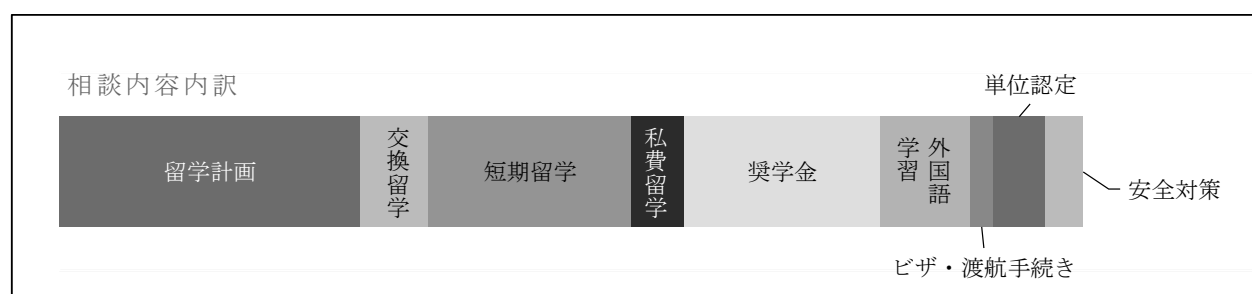 相談内容内訳
単位認定
留学計画
交換留学
短期留学
私費留学
奨学金
外国語
学習
安全対策
ビザ・渡航手続き